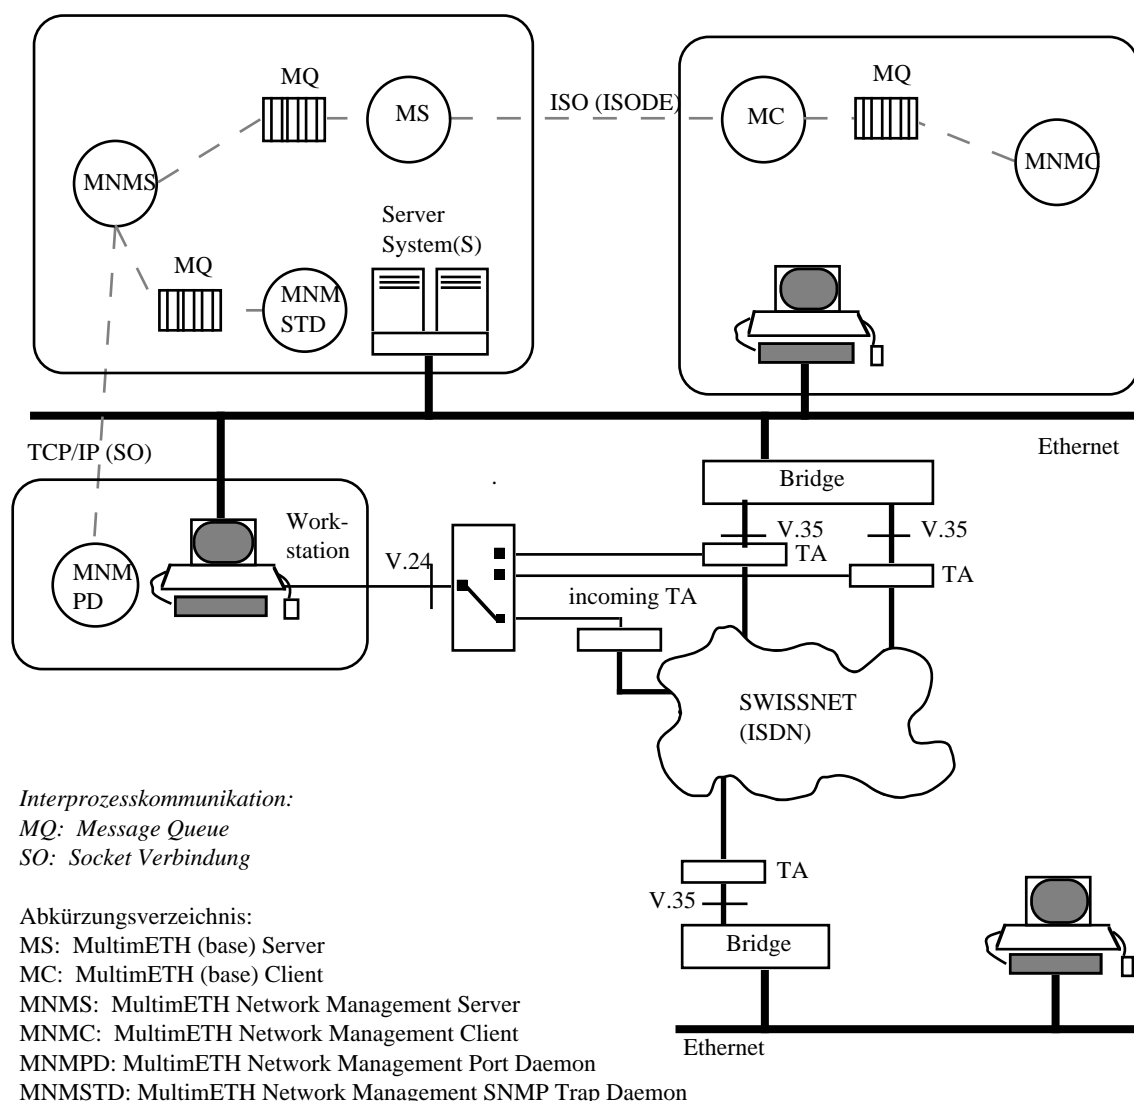 MQ
MS
ISO (ISODE)
MC
MQ
MNMS
MNMC
Server
System(S)
MQ
MNM
STD
TCP/IP (SO)
Ethernet
Bridge
Work-
station
V.24
V.35
V.35
TA
TA
MNM
PD
incoming TA
SWISSNET
(ISDN)
Interprozesskommunikation:
MQ: Message Queue
SO: Socket Verbindung
TA
V.35
Bridge
Ethernet
Abkürzungsverzeichnis:
MS: MultimETH (base) Server
MC: MultimETH (base) Client
MNMS: MultimETH Network Management Server
MNMC: MultimETH Network Management Client
MNMPD: MultimETH Network Management Port Daemon
MNMSTD: MultimETH Network Management SNMP Trap Daemon